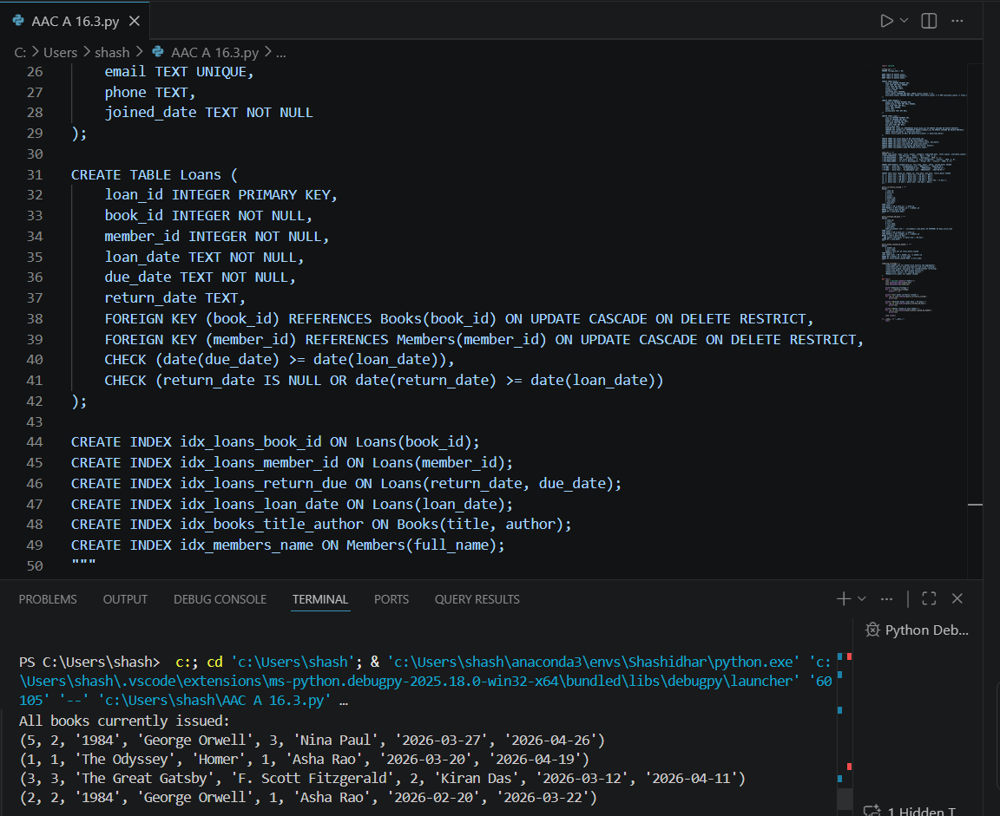 AAC A 16.3.py
C: > Users > shash > AAC A 16.3.py > ...
26 email TEXT UNIQUE,
27 phone TEXT,
28 joined_date TEXT NOT NULL
29 );
30
31 CREATE TABLE Loans (
32 loan_id INTEGER PRIMARY KEY,
33 book_id INTEGER NOT NULL,
34 member_id INTEGER NOT NULL,
35 loan_date TEXT NOT NULL,
36 due_date TEXT NOT NULL,
37 return_date TEXT,
38 FOREIGN KEY (book_id) REFERENCES Books(book_id) ON UPDATE CASCADE ON DELETE RESTRICT,
39 FOREIGN KEY (member_id) REFERENCES Members(member_id) ON UPDATE CASCADE ON DELETE RESTRICT,
40 CHECK (date(due_date) >= date(loan_date)),
41 CHECK (return_date IS NULL OR date(return_date) >= date(loan_date))
42 );
43
44 CREATE INDEX idx_loans_book_id ON Loans(book_id);
45 CREATE INDEX idx_loans_member_id ON Loans(member_id);
46 CREATE INDEX idx_loans_return_due ON Loans(return_date, due_date);
47 CREATE INDEX idx_loans_loan_date ON Loans(loan_date);
48 CREATE INDEX idx_books_title_author ON Books(title, author);
49 CREATE INDEX idx_members_name ON Members(full_name);
50 """
PROBLEMS OUTPUT DEBUG CONSOLE TERMINAL PORTS QUERY RESULTS
Python Deb...
PS C:\Users\shash>  c:; cd 'c:\Users\shash'; & 'c:\Users\shash\anaconda3\envs\Shashidhar\python.exe' 'c:
\Users\shash\.vscode\extensions\ms-python.debugpy-2025.18.0-win32-x64\bundled\libs\debugpy\launcher' '60
105' '--' 'c:\Users\shash\AAC A 16.3.py' …
All books currently issued:
(5, 2, '1984', 'George Orwell', 3, 'Nina Paul', '2026-03-27', '2026-04-26')
(1, 1, 'The Odyssey', 'Homer', 1, 'Asha Rao', '2026-03-20', '2026-04-19')
(3, 3, 'The Great Gatsby', 'F. Scott Fitzgerald', 2, 'Kiran Das', '2026-03-12', '2026-04-11')
(2, 2, '1984', 'George Orwell', 1, 'Asha Rao', '2026-02-20', '2026-03-22')
1 Hidden T